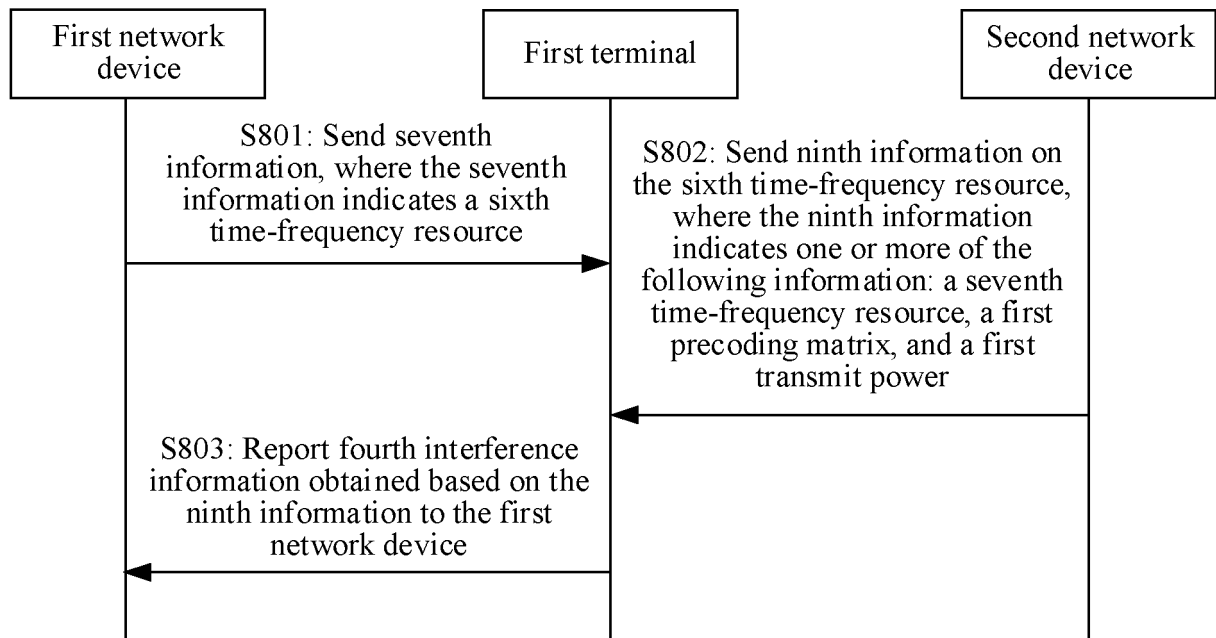 First network
device
First terminal
Second network
device
S801: Send seventh
information, where the seventh
information indicates a sixth
time-frequency resource
S802: Send ninth information on
the sixth time-frequency resource,
where the ninth information
indicates one or more of the
following information: a seventh
time-frequency resource, a first
precoding matrix, and a first
transmit power
S803: Report fourth interference
information obtained based on the
ninth information to the first
network device